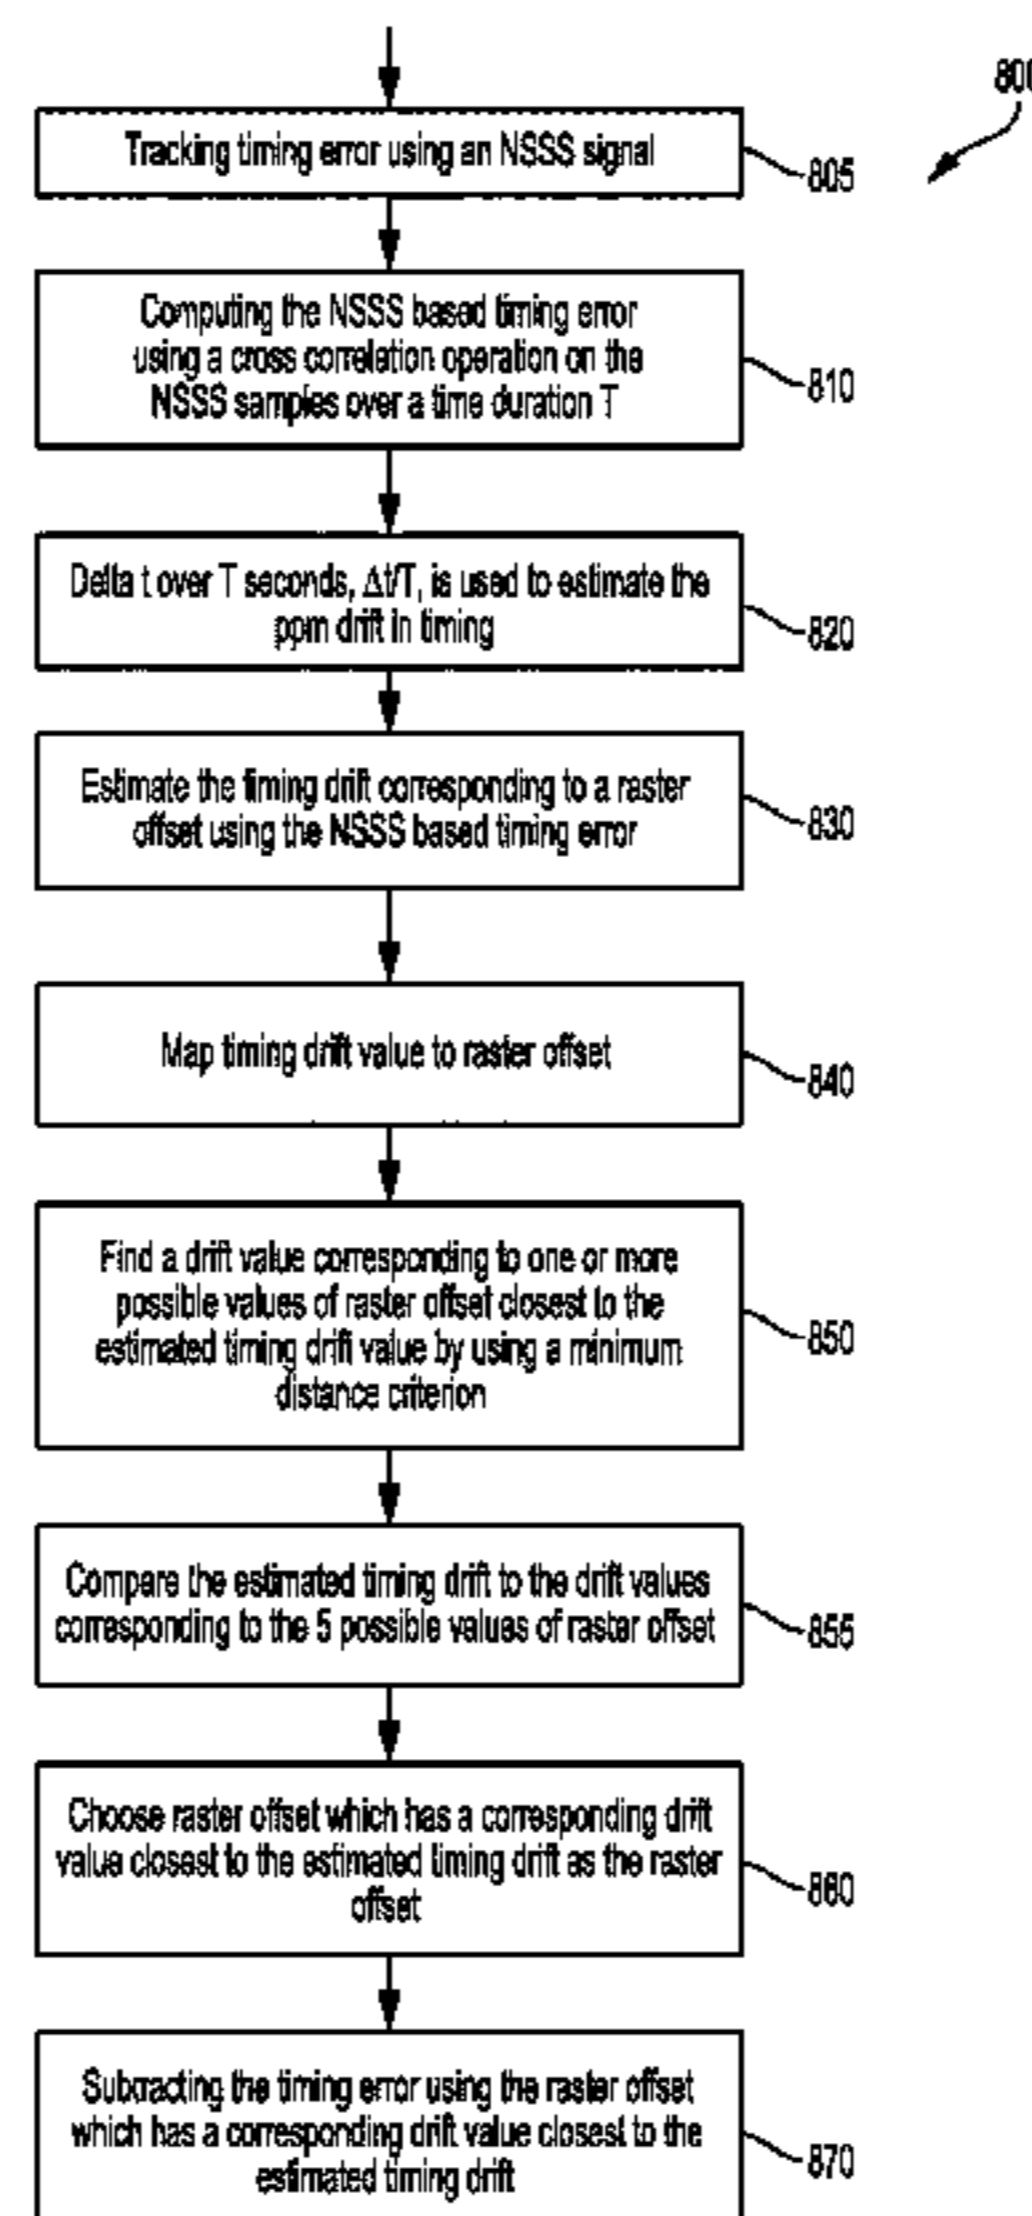 800
Tracking timing error using an NSSS signal
805
Computing the NSSS based timing error
using a cross correlation operation on the
NSSS samples over a time duration T
810
Delta t over T seconds, Δt/T, is used to estimate the
ppm drift in timing
820
Estimate the timing drift corresponding to a raster
offset using the NSSS based timing error
830
Map timing drift value to raster offset
840
Find a drift value corresponding to one or more
possible values of raster offset closest to the
estimated timing drift value by using a minimum
distance criterion
850
Compare the estimated timing drift to the drift values
corresponding to the 5 possible values of raster offset
855
Choose raster offset which has a corresponding drift
value closest to the estimated timing drift as the raster
offset
860
Subtracting the timing error using the raster offset
which has a corresponding drift value closest to the
estimated timing drift
870